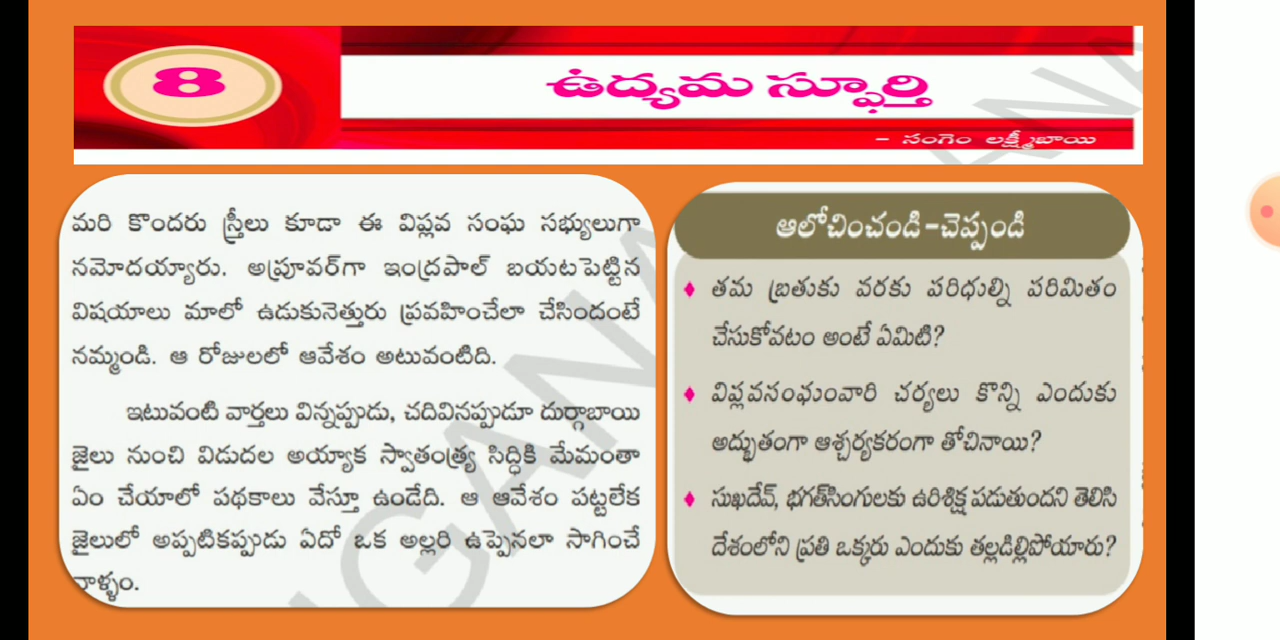 8
ఉద్యమ స్ఫూర్తి
– సంగెం లక్ష్మీబాయి
మరి కొందరు స్త్రీలు కూడా ఈ విప్లవ సంఘ సభ్యులుగా
నమోదయ్యారు. అప్రూవర్‌గా ఇంద్రపాల్ బయటపెట్టిన
విషయాలు మాలో ఉడుకునెత్తురు ప్రవహించేలా చేసిందంటే
నమ్మండి. ఆ రోజులలో ఆవేశం అటువంటిది.
ఇటువంటి వార్తలు విన్నప్పుడు, చదివినప్పుడూ దుర్గాబాయి
జైలు నుంచి విడుదల అయ్యాక స్వాతంత్ర్య సిద్ధికి మేమంతా
ఏం చేయాలో పథకాలు వేస్తూ ఉండేది. ఆ ఆవేశం పట్టలేక
జైలులో అప్పటికప్పుడు ఏదో ఒక అల్లరి ఉప్పెనలా సాగించే
వాళ్ళం.
ఆలోచించండి-చెప్పండి
♦ తమ బ్రతుకు వరకు పరిధుల్ని పరిమితం
చేసుకోవటం అంటే ఏమిటి?
♦ విప్లవసంఘంవారి చర్యలు కొన్ని ఎందుకు
అద్భుతంగా ఆశ్చర్యకరంగా తోచినాయి?
♦ సుఖదేవ్, భగత్‌సింగులకు ఉరిశిక్ష పడుతుందని తెలిసి
దేశంలోని ప్రతి ఒక్కరు ఎందుకు తల్లడిల్లిపోయారు?